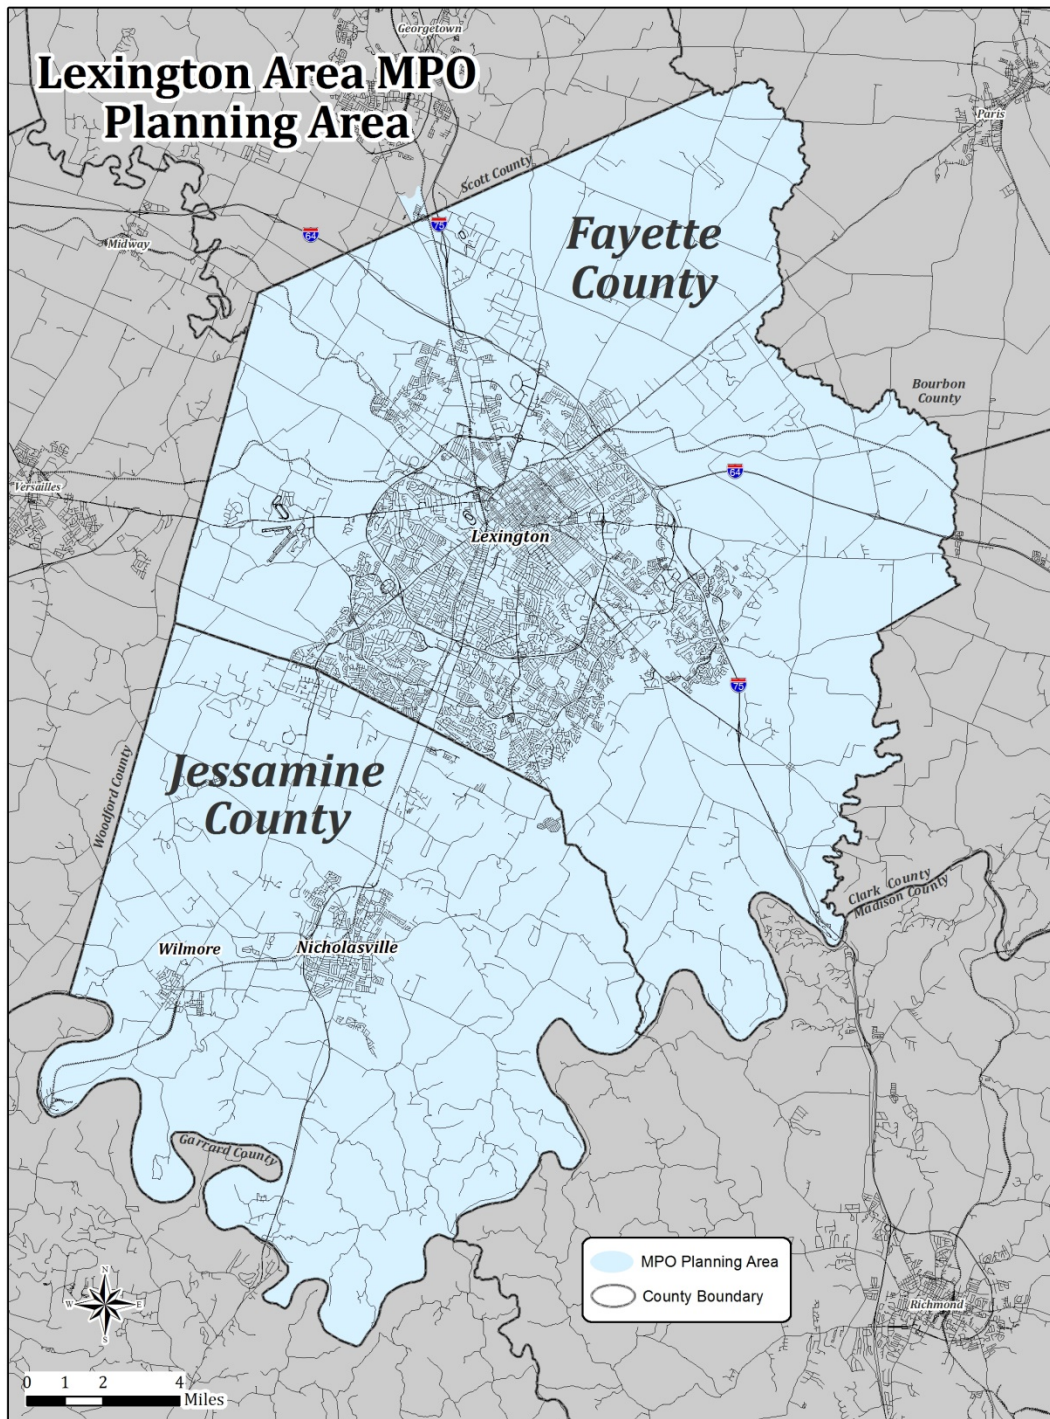 Georgetown
Lexington Area MPO
Planning Area
Paris
Scott County
75
64
Midway
Fayette
County
Bourbon
County
64
Versailles
Lexington
75
Jessamine
County
Woodford County
Clark County
Madison County
Wilmore
Nicholasville
Garrard County
MPO Planning Area
County Boundary
Richmond
N
W E
S
0 1 2 4
Miles